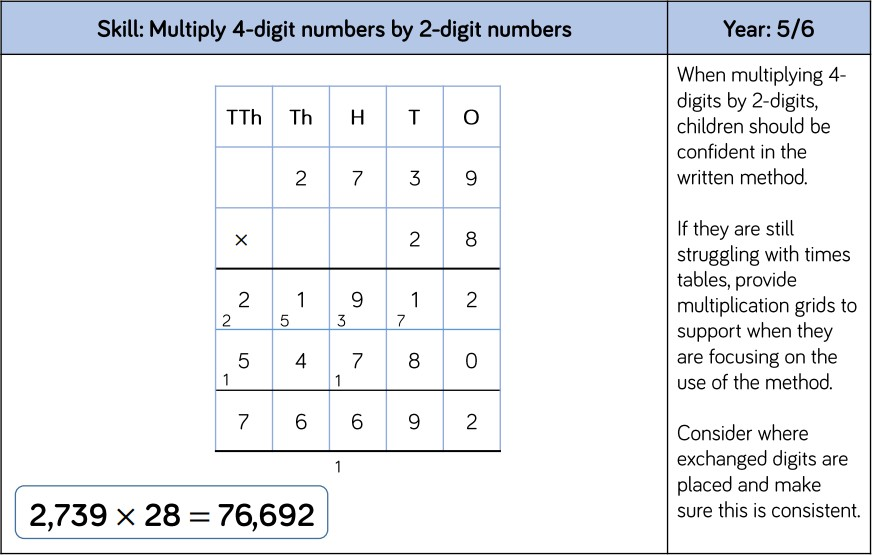 Skill: Multiply 4-digit numbers by 2-digit numbers
Year: 5/6
TTh Th H T O
2 7 3 9
× 2 8
2 1 9 1 2
2 5 3 7
5 4 7 8 0
1 1
7 6 6 9 2
1
2,739 × 28 = 76,692
When multiplying 4-
digits by 2-digits,
children should be
confident in the
written method.
If they are still
struggling with times
tables, provide
multiplication grids to
support when they
are focusing on the
use of the method.
Consider where
exchanged digits are
placed and make
sure this is consistent.